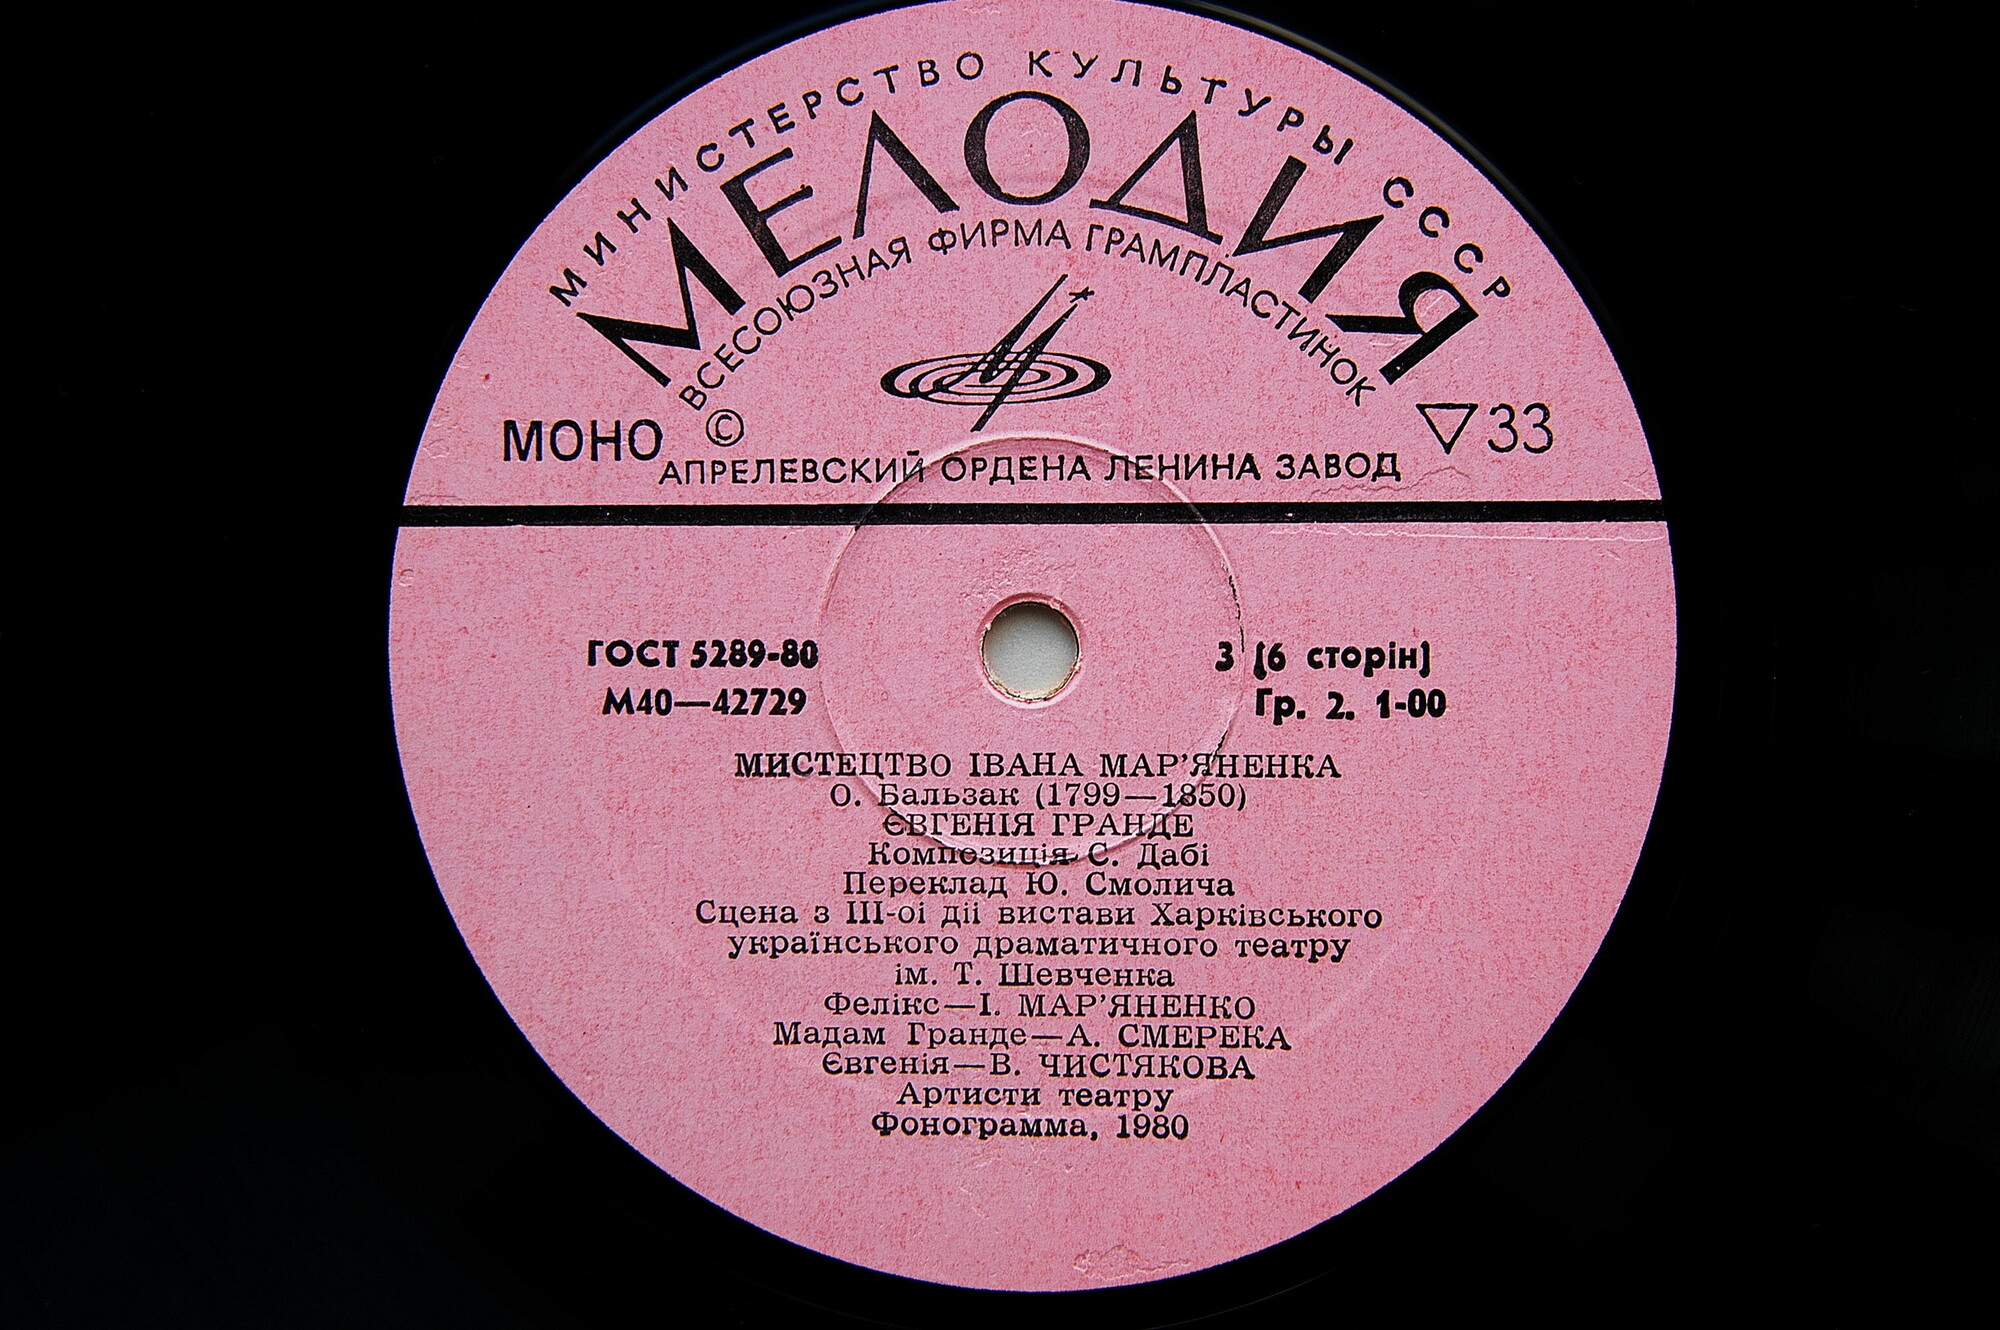 МИНИСТЕРСТВО КУЛЬТУРЫ СССР
МЕЛОДИЯ
ВСЕСОЮЗНАЯ ФИРМА ГРАМПЛАСТИНОК
МОНО © ▽33
АПРЕЛЕВСКИЙ ОРДЕНА ЛЕНИНА ЗАВОД
ГОСТ 5289-80 3 (6 сторін)
М40—42729 Гр. 2. 1-00
МИСТЕЦТВО ІВАНА МАР’ЯНЕНКА
О. Бальзак (1799—1850)
ЄВГЕНІЯ ГРАНДЕ
Композиція С. Дабі
Переклад Ю. Смолича
Сцена з III-оі діі вистави Харківського
українського драматичного театру
ім. Т. Шевченка
Фелікс—І. МАР’ЯНЕНКО
Мадам Гранде—А. СМЕРЕКА
Євгенія—В. ЧИСТЯКОВА
Артисти театру
Фонограмма, 1980